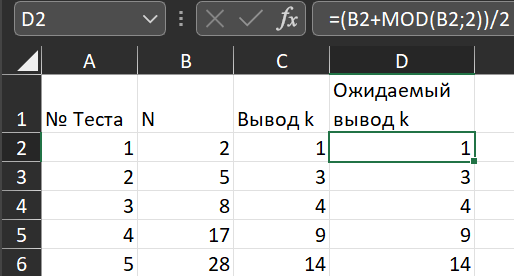 D2 fx =(B2+MOD(B2;2))/2
A B C D
1 № Теста N Вывод k Ожидаемый
вывод k
2 1 2 1 1
3 2 5 3 3
4 3 8 4 4
5 4 17 9 9
6 5 28 14 14